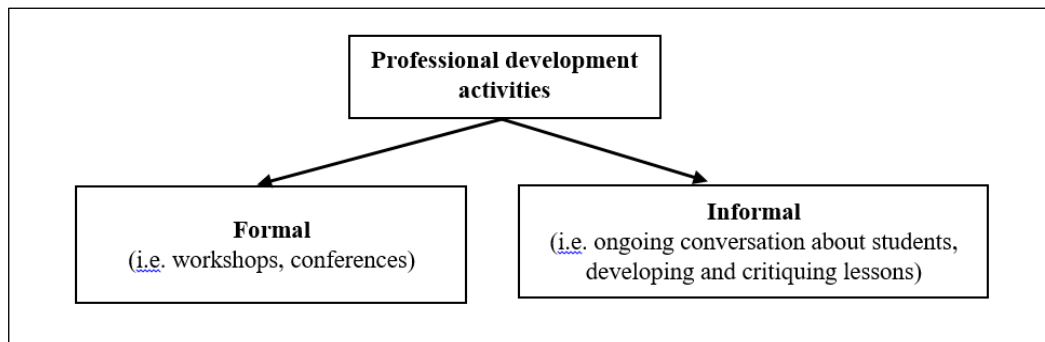 Professional development
activities
Formal
(i.e. workshops, conferences)
Informal
(i.e. ongoing conversation about students,
developing and critiquing lessons)